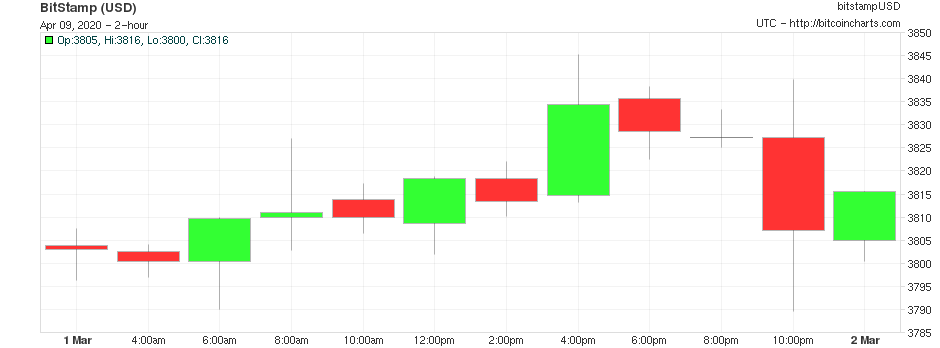 BitStamp (USD)
bitstampUSD
Apr 09, 2020 - 2-hour
UTC - http://bitcoincharts.com
Op:3805, Hi:3816, Lo:3800, Cl:3816
3850
3845
3840
3835
3830
3825
3820
3815
3810
3805
3800
3795
3790
3785
1 Mar
4:00am
6:00am
8:00am
10:00am
12:00pm
2:00pm
4:00pm
6:00pm
8:00pm
10:00pm
2 Mar